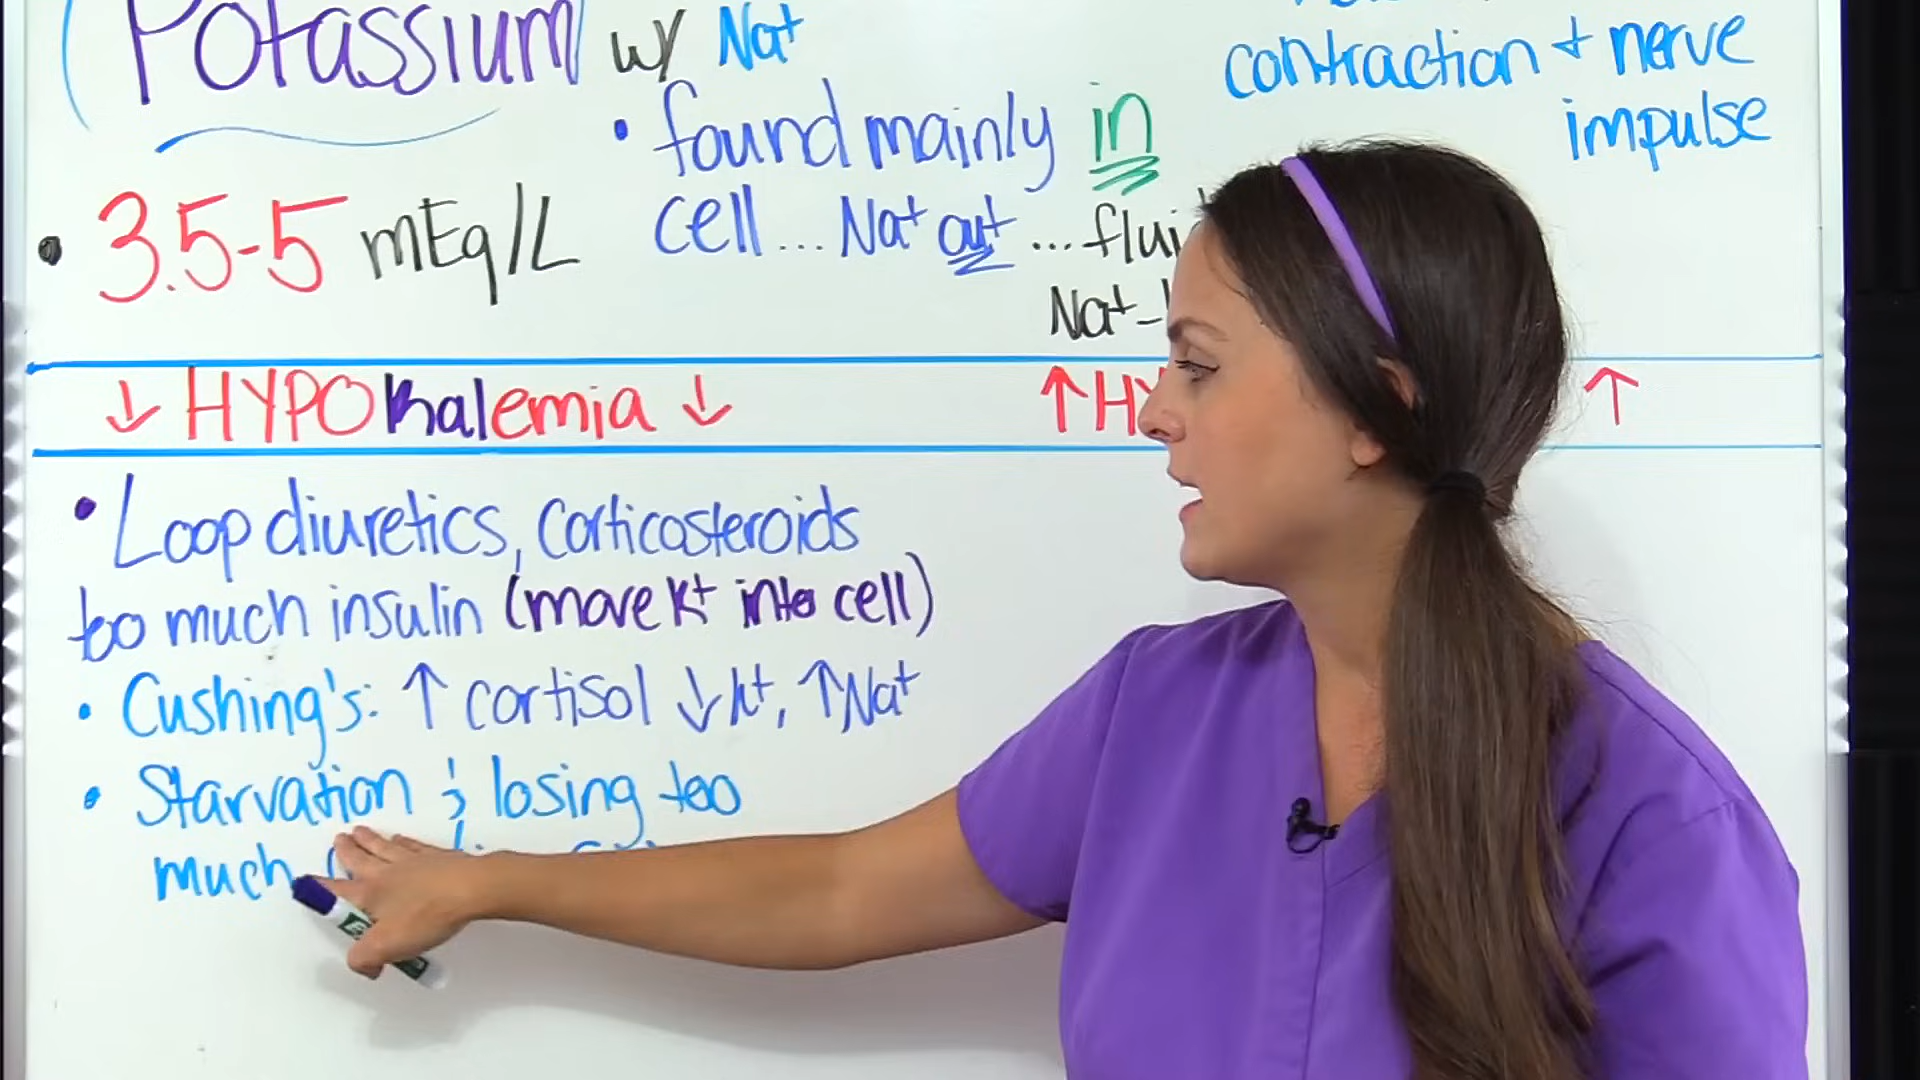 Potassium w/ Na+
contraction + nerve
impulse
• found mainly in
cell... Na+ out ... flui
• 3.5-5 mEq/L
Na+
↓ HYPOkalemia ↓
↑ HY ↑
• Loop diuretics, corticosteroids
too much insulin (move K+ into cell)
• Cushing's: ↑ cortisol ↓K+, ↑Na+
• Starvation ; losing too
much